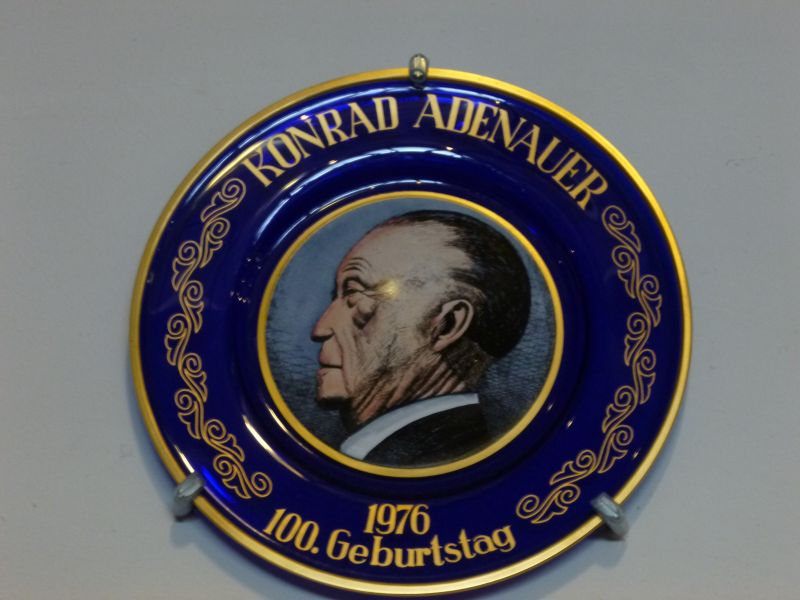 KONRAD ADENAUER
1976
100. Geburtstag